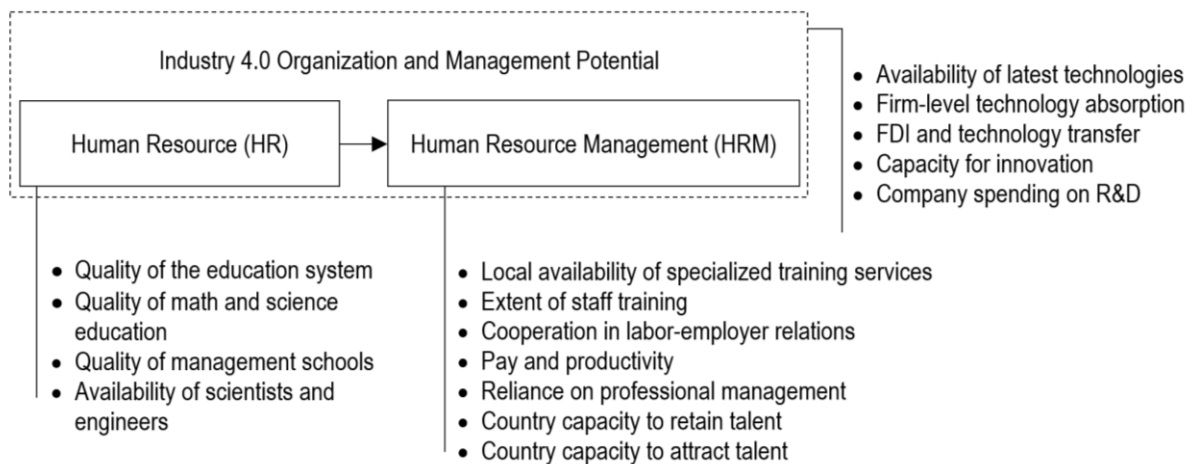 Industry 4.0 Organization and Management Potential
Human Resource (HR)
Human Resource Management (HRM)
• Availability of latest technologies
• Firm-level technology absorption
• FDI and technology transfer
• Capacity for innovation
• Company spending on R&D
• Quality of the education system
• Quality of math and science
education
• Quality of management schools
• Availability of scientists and
engineers
• Local availability of specialized training services
• Extent of staff training
• Cooperation in labor-employer relations
• Pay and productivity
• Reliance on professional management
• Country capacity to retain talent
• Country capacity to attract talent